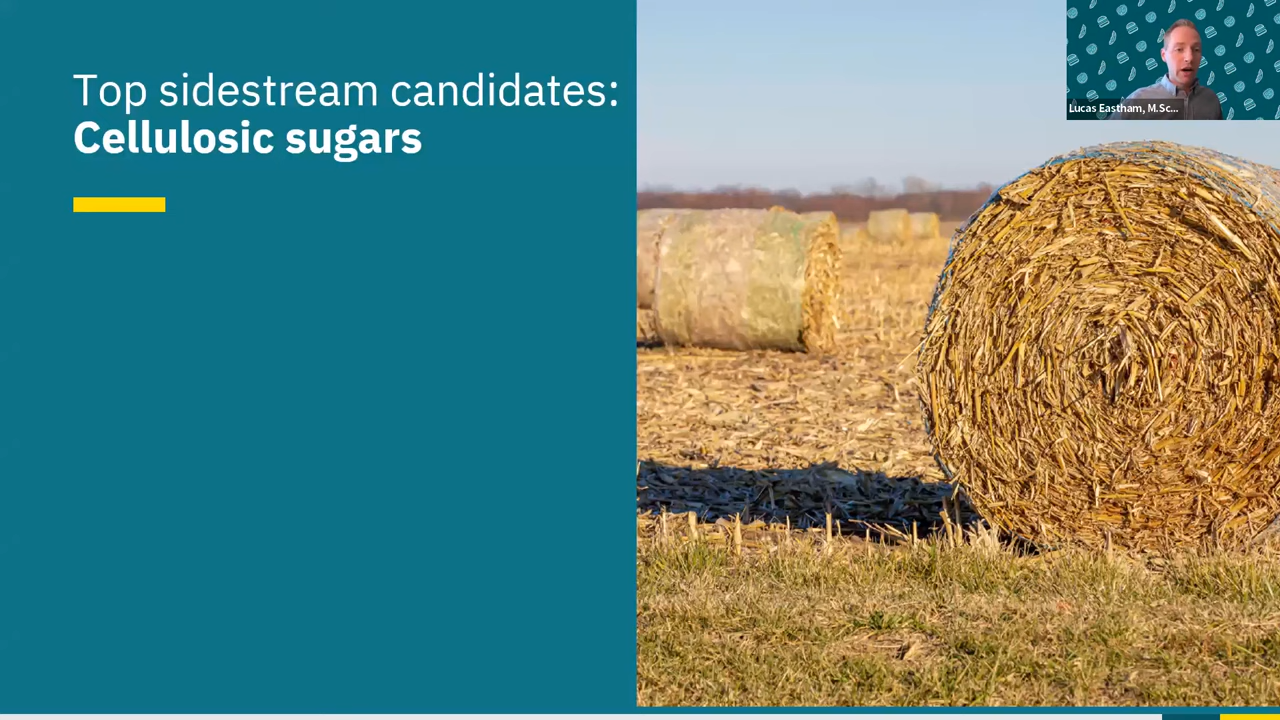 Top sidestream candidates:
Cellulosic sugars
Lucas Eastham, M.Sc...